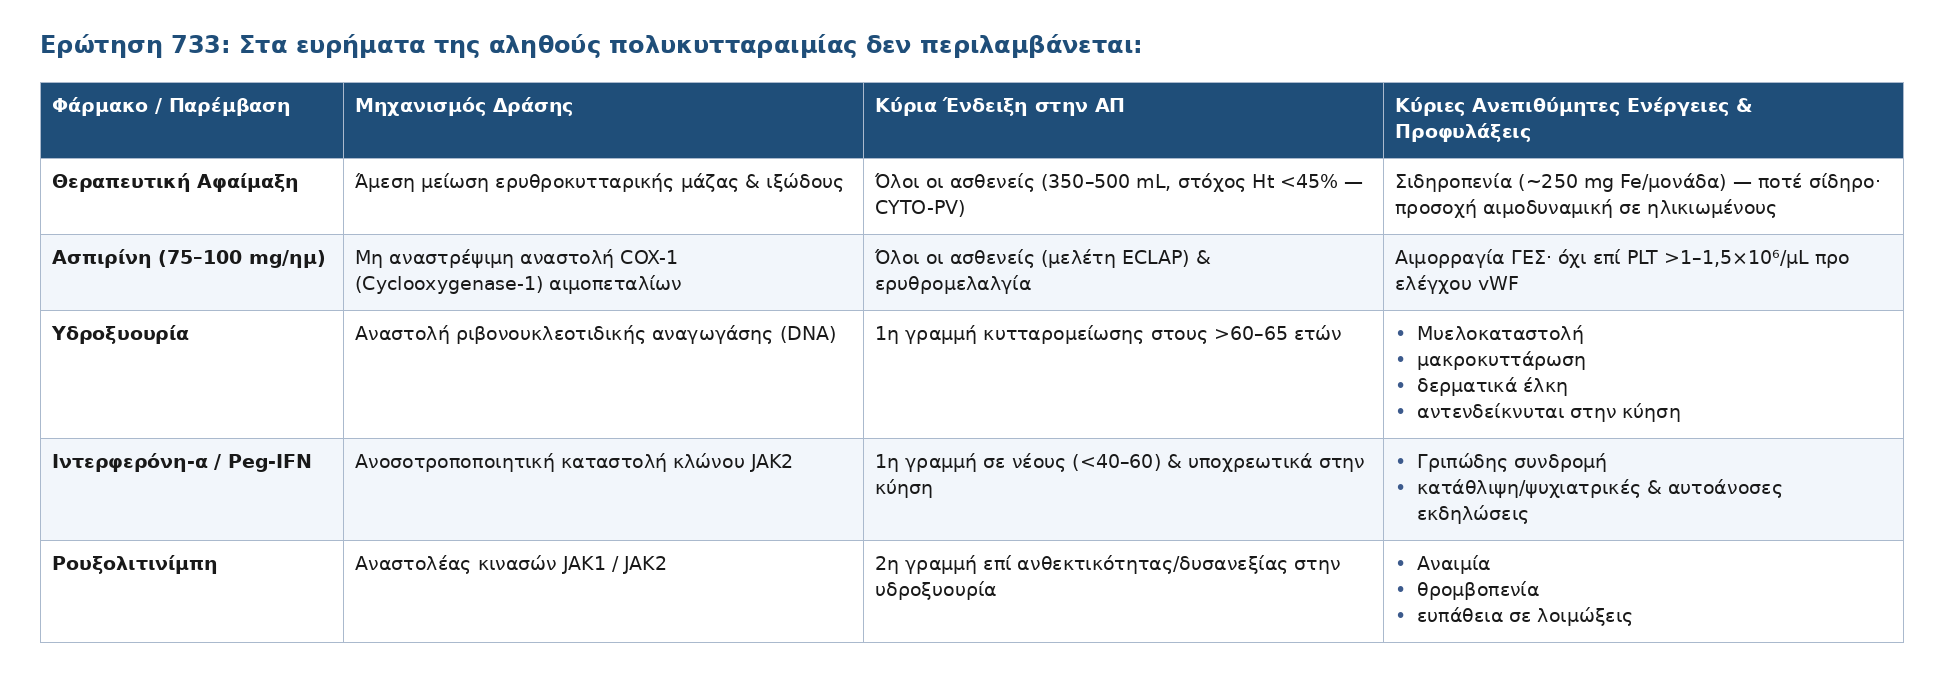 Ερώτηση 733: Στα ευρήματα της αληθούς πολυκυτταραιμίας δεν περιλαμβάνεται:
Φάρμακο / Παρέμβαση
Μηχανισμός Δράσης
Κύρια Ένδειξη στην ΑΠ
Κύριες Ανεπιθύμητες Ενέργειες &
Προφυλάξεις
Θεραπευτική Αφαίμαξη
Άμεση μείωση ερυθροκυτταρικής μάζας & ιξώδους
Όλοι οι ασθενείς (350–500 mL, στόχος Ht <45% —
CYTO-PV)
Σιδηροπενία (~250 mg Fe/μονάδα) — ποτέ σίδηρο·
προσοχή αιμοδυναμική σε ηλικιωμένους
Ασπιρίνη (75–100 mg/ημ)
Μη αναστρέψιμη αναστολή COX-1
(Cyclooxygenase-1) αιμοπεταλίων
Όλοι οι ασθενείς (μελέτη ECLAP) &
ερυθρομελαλγία
Αιμορραγία ΓΕΣ· όχι επί PLT >1–1,5×10⁶/μL προ
ελέγχου vWF
Υδροξυουρία
Αναστολή ριβονουκλεοτιδικής αναγωγάσης (DNA)
1η γραμμή κυτταρομείωσης στους >60–65 ετών
• Μυελοκαταστολή
• μακροκυττάρωση
• δερματικά έλκη
• αντενδείκνυται στην κύηση
Ιντερφερόνη-α / Peg-IFN
Ανοσοτροποποιητική καταστολή κλώνου JAK2
1η γραμμή σε νέους (<40–60) & υποχρεωτικά στην
κύηση
• Γριπώδης συνδρομή
• κατάθλιψη/ψυχιατρικές & αυτοάνοσες
εκδηλώσεις
Ρουξολιτινίμπη
Αναστολέας κινασών JAK1 / JAK2
2η γραμμή επί ανθεκτικότητας/δυσανεξίας στην
υδροξυουρία
• Αναιμία
• θρομβοπενία
• ευπάθεια σε λοιμώξεις